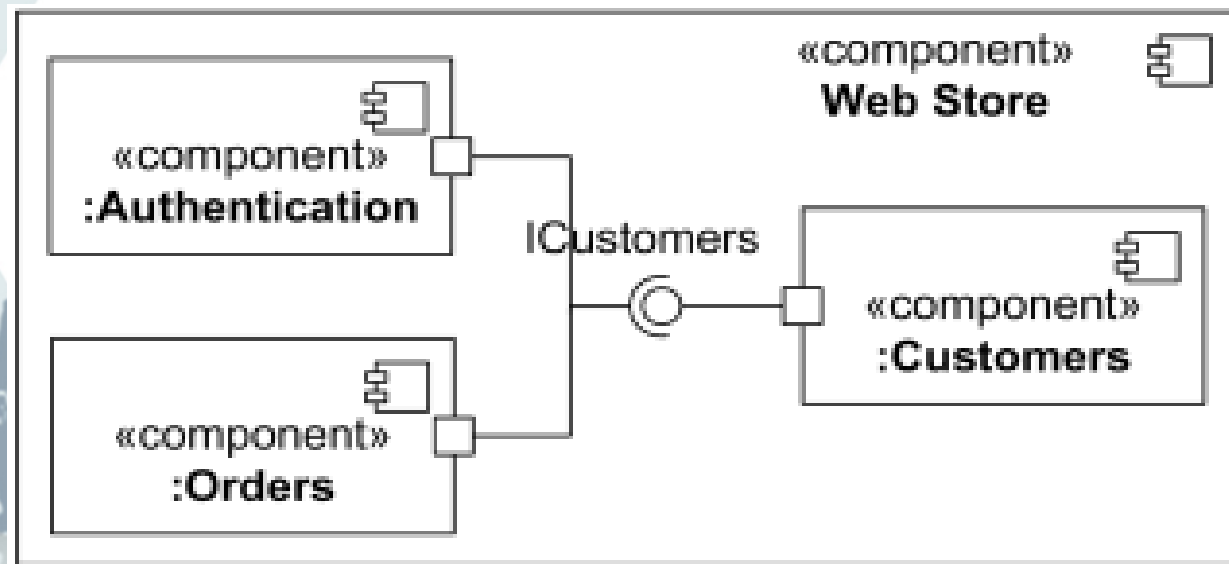 «component»
Web Store
«component»
:Authentication
ICustomers
«component»
:Customers
«component»
:Orders